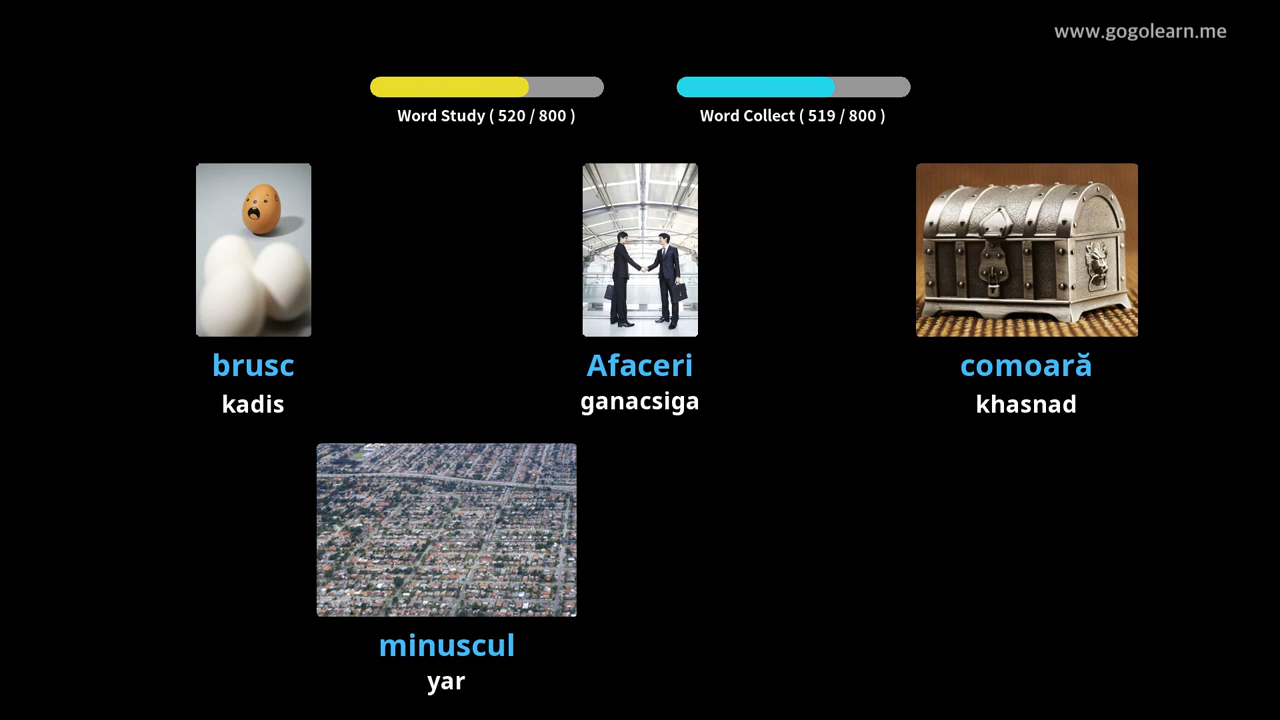 www.gogolearn.me
Word Study ( 520 / 800 )
Word Collect ( 519 / 800 )
brusc
kadis
Afaceri
ganacsiga
comoară
khasnad
minuscul
yar